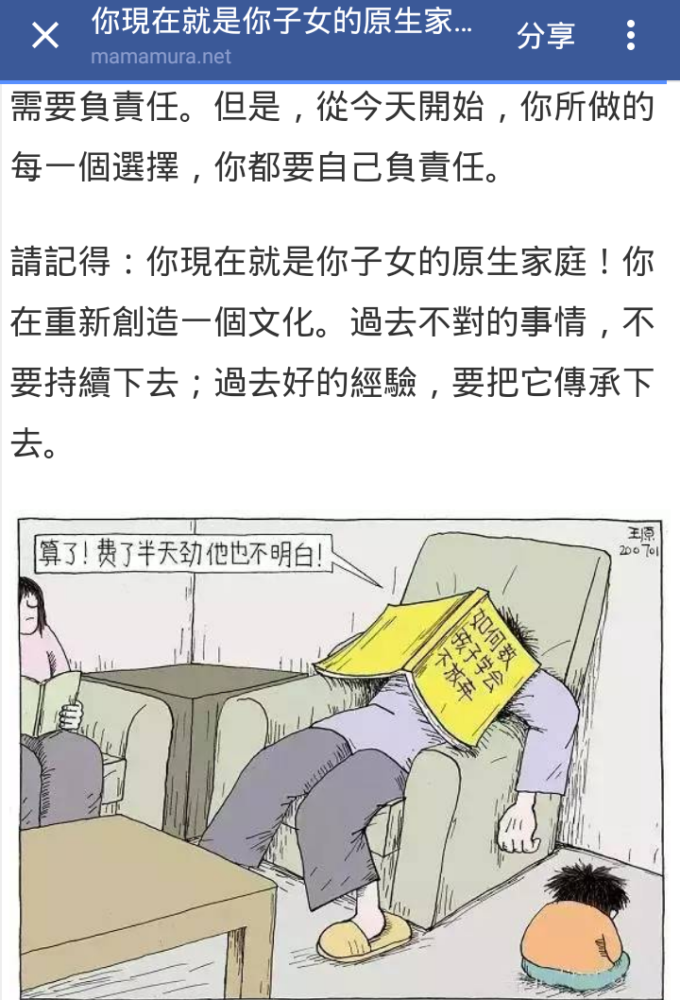 你現在就是你子女的原生家...
mamamura.net
分享
需要負責任。但是，從今天開始，你所做的
每一個選擇，你都要自己負責任。
請記得：你現在就是你子女的原生家庭！你
在重新創造一個文化。過去不對的事情，不
要持續下去；過去好的經驗，要把它傳承下
去。
算了！费了半天劲他也不明白！
王原
200701
如何教
孩子学会
不放弃